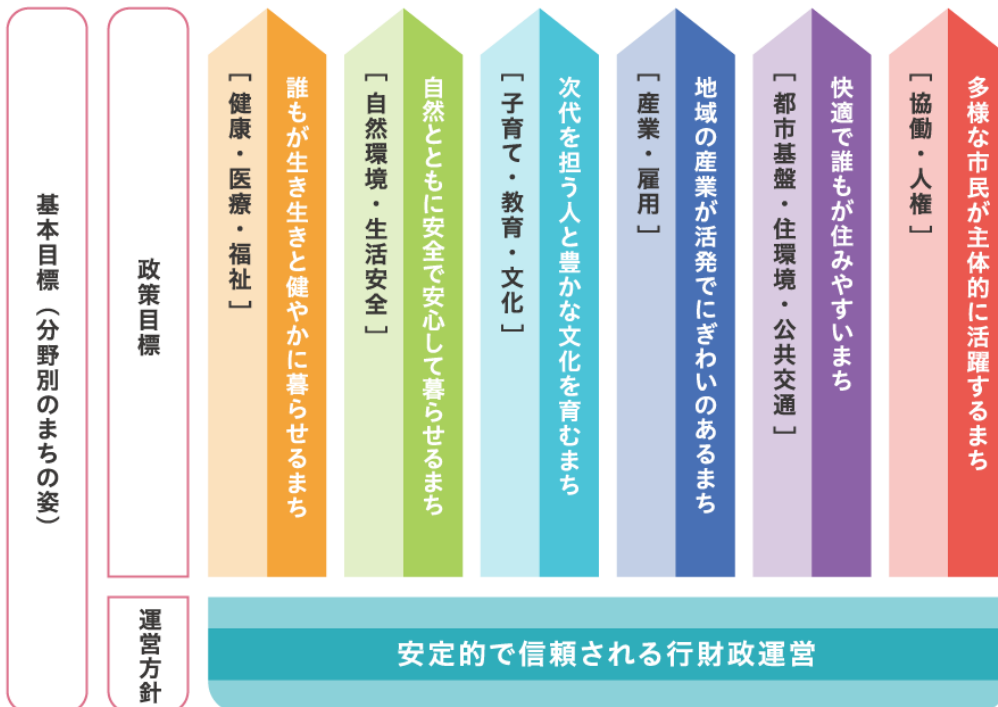 基本目標（分野別のまちの姿）
政策目標
［健康・医療・福祉］
誰もが生き生きと健やかに暮らせるまち
［自然環境・生活安全］
自然とともに安全で安心して暮らせるまち
［子育て・教育・文化］
次代を担う人と豊かな文化を育むまち
［産業・雇用］
地域の産業が活発でにぎわいのあるまち
［都市基盤・住環境・公共交通］
快適で誰もが住みやすいまち
［協働・人権］
多様な市民が主体的に活躍するまち
運営方針
安定的で信頼される行財政運営